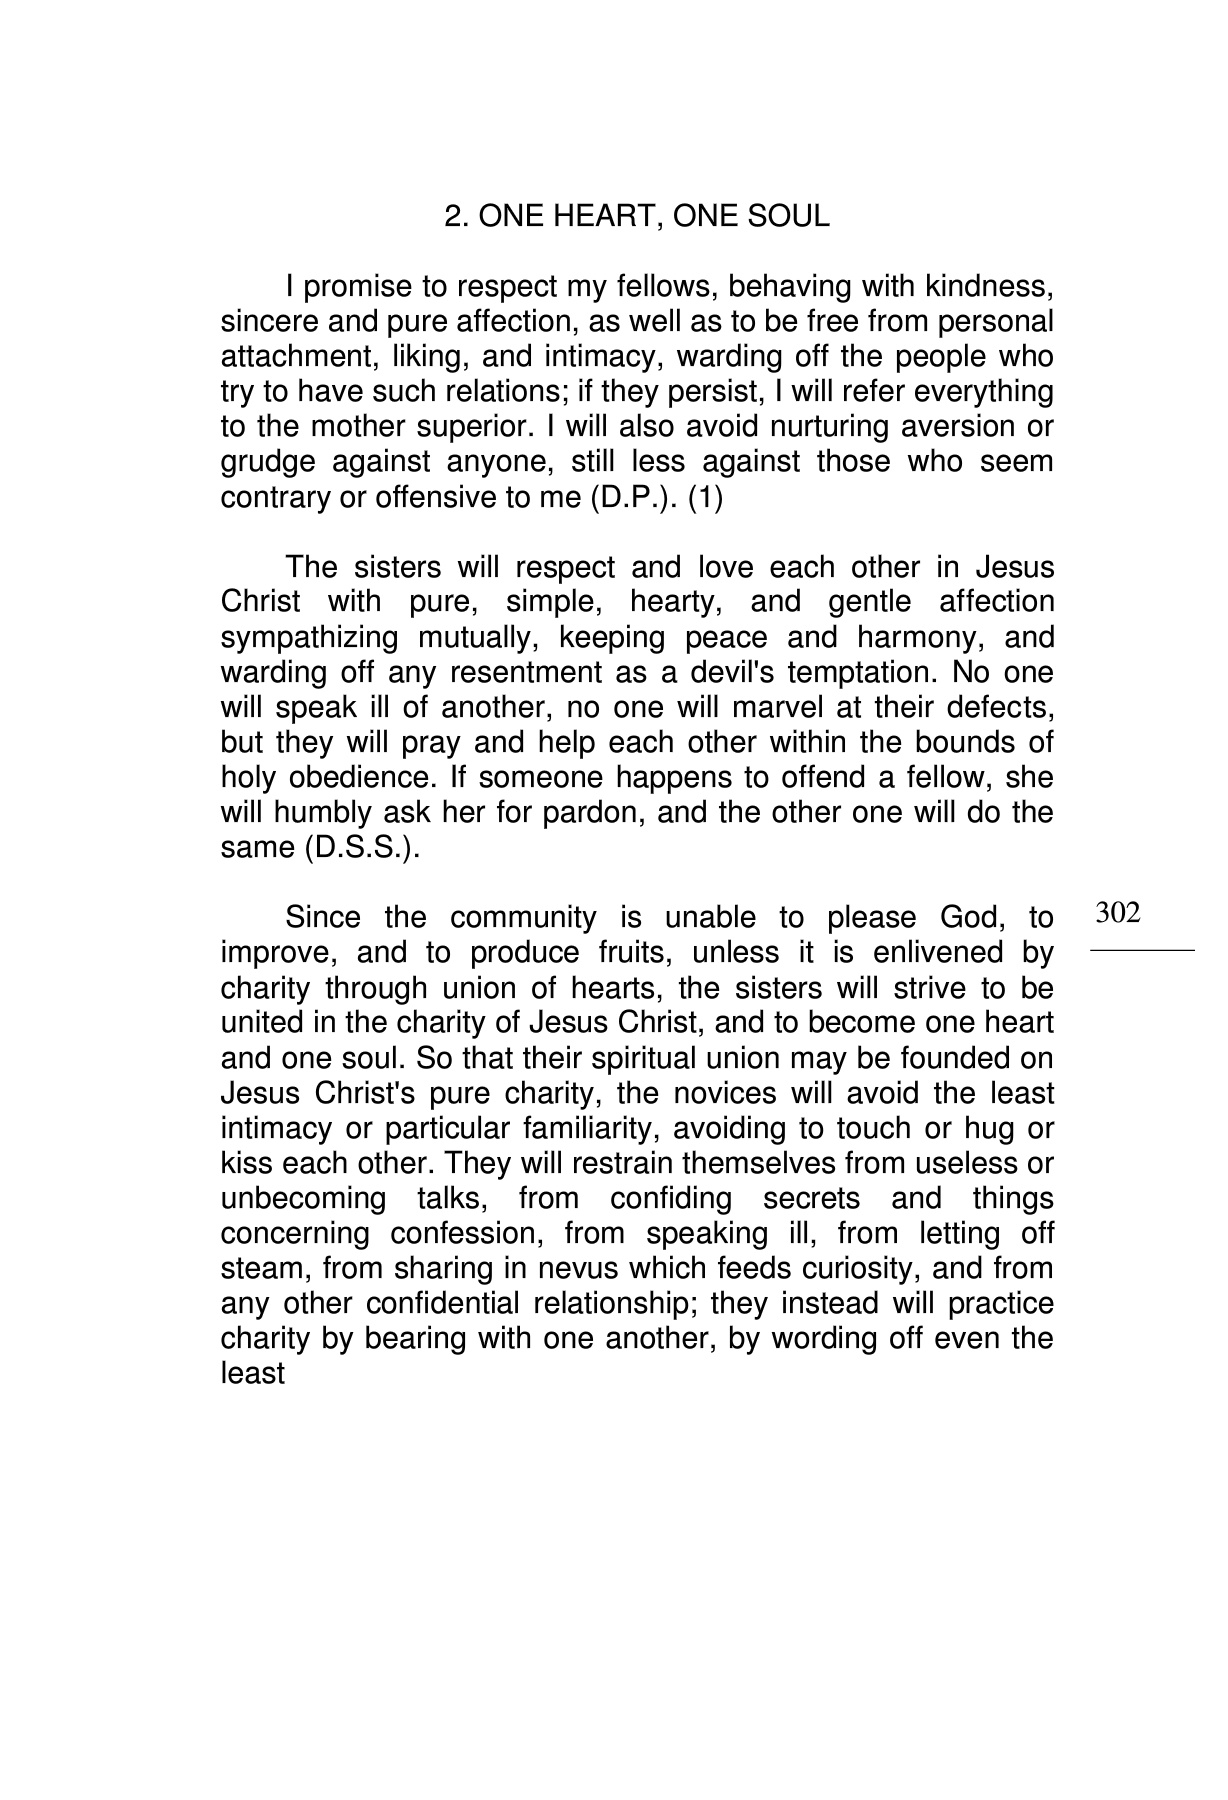 2. ONE HEART, ONE SOUL
I promise to respect my fellows, behaving with kindness,
sincere and pure affection, as well as to be free from personal
attachment, liking, and intimacy, warding off the people who
try to have such relations; if they persist, I will refer everything
to the mother superior. I will also avoid nurturing aversion or
grudge against anyone, still less against those who seem
contrary or offensive to me (D.P.). (1)
The sisters will respect and love each other in Jesus
Christ with pure, simple, hearty, and gentle affection
sympathizing mutually, keeping peace and harmony, and
warding off any resentment as a devil's temptation. No one
will speak ill of another, no one will marvel at their defects,
but they will pray and help each other within the bounds of
holy obedience. If someone happens to offend a fellow, she
will humbly ask her for pardon, and the other one will do the
same (D.S.S.).
Since the community is unable to please God, to
improve, and to produce fruits, unless it is enlivened by
charity through union of hearts, the sisters will strive to be
united in the charity of Jesus Christ, and to become one heart
and one soul. So that their spiritual union may be founded on
Jesus Christ's pure charity, the novices will avoid the least
intimacy or particular familiarity, avoiding to touch or hug or
kiss each other. They will restrain themselves from useless or
unbecoming talks, from confiding secrets and things
concerning confession, from speaking ill, from letting off
steam, from sharing in nevus which feeds curiosity, and from
any other confidential relationship; they instead will practice
charity by bearing with one another, by wording off even the
least
302